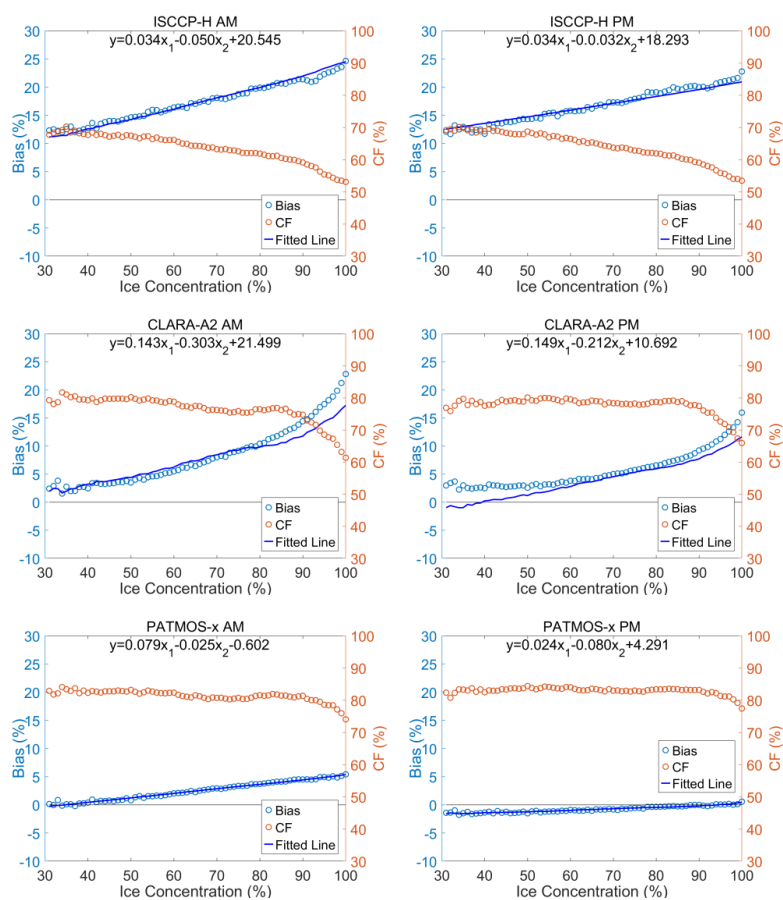 ISCCP-H AM
y=0.034x1-0.050x2+20.545
30
25
20
15
10
5
0
-5
-10
Bias (%)
100
90
80
70
60
50
40
30
CF (%)
Bias
CF
Fitted Line
30 40 50 60 70 80 90 100
Ice Concentration (%)
ISCCP-H PM
y=0.034x1-0.0.032x2+18.293
30
25
20
15
10
5
0
-5
-10
Bias (%)
100
90
80
70
60
50
40
30
CF (%)
Bias
CF
Fitted Line
30 40 50 60 70 80 90 100
Ice Concentration (%)
CLARA-A2 AM
y=0.143x1-0.303x2+21.499
30
25
20
15
10
5
0
-5
-10
Bias (%)
100
90
80
70
60
50
40
30
CF (%)
Bias
CF
Fitted Line
30 40 50 60 70 80 90 100
Ice Concentration (%)
CLARA-A2 PM
y=0.149x1-0.212x2+10.692
30
25
20
15
10
5
0
-5
-10
Bias (%)
100
90
80
70
60
50
40
30
CF (%)
Bias
CF
Fitted Line
30 40 50 60 70 80 90 100
Ice Concentration (%)
PATMOS-x AM
y=0.079x1-0.025x2-0.602
30
25
20
15
10
5
0
-5
-10
Bias (%)
100
90
80
70
60
50
40
30
CF (%)
Bias
CF
Fitted Line
30 40 50 60 70 80 90 100
Ice Concentration (%)
PATMOS-x PM
y=0.024x1-0.080x2+4.291
30
25
20
15
10
5
0
-5
-10
Bias (%)
100
90
80
70
60
50
40
30
CF (%)
Bias
CF
Fitted Line
30 40 50 60 70 80 90 100
Ice Concentration (%)